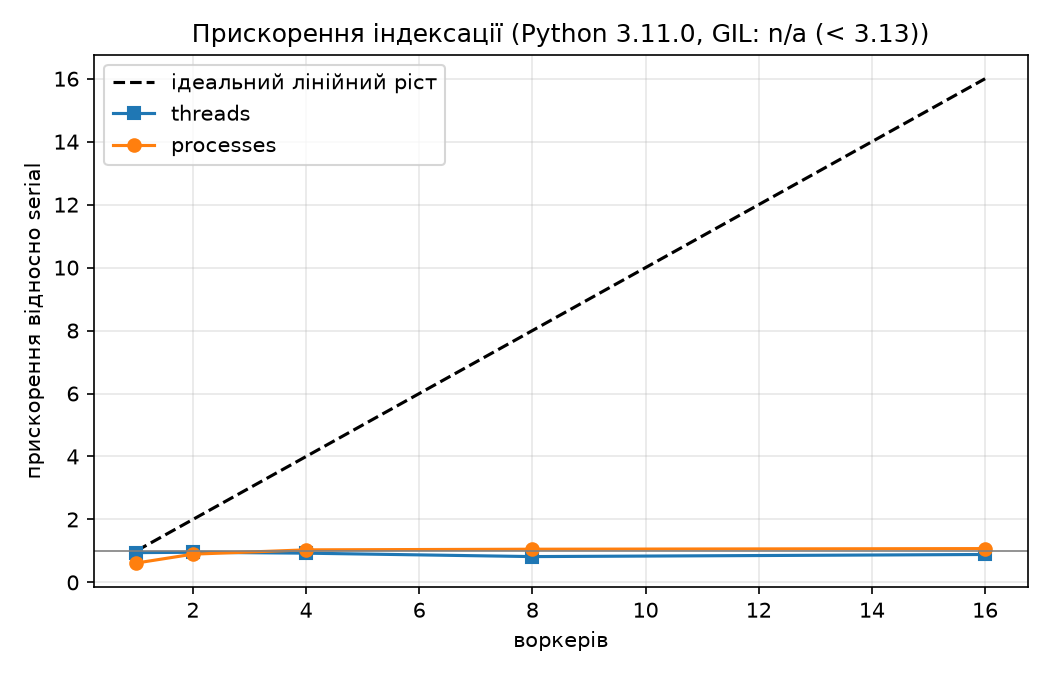 Прискорення індексації (Python 3.11.0, GIL: n/a (< 3.13))
ідеальний лінійний ріст
threads
processes
прискорення відносно serial
16
14
12
10
8
6
4
2
0
2 4 6 8 10 12 14 16
воркерів